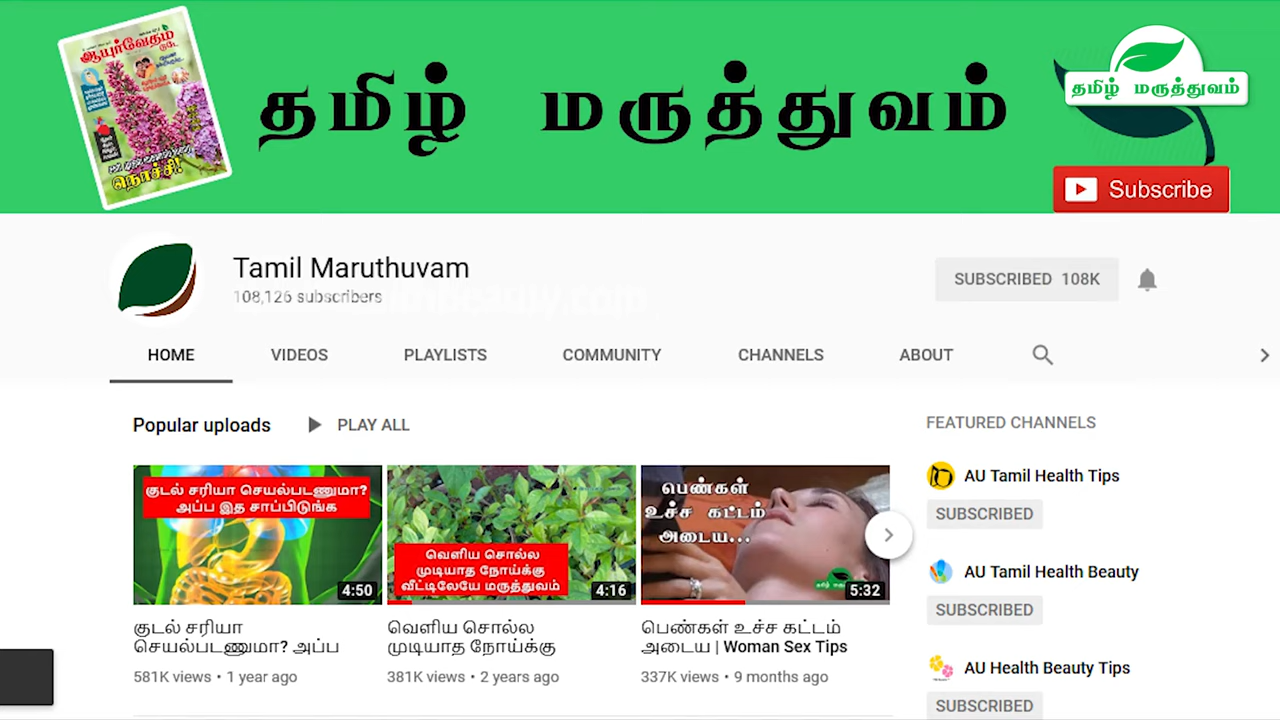 ஆயுர்வேதம்
டுடே
நொச்சி!
தமிழ் மருத்துவம்
தமிழ் மருத்துவம்
Subscribe
Tamil Maruthuvam
108,126 subscribers
SUBSCRIBED 108K
HOME VIDEOS PLAYLISTS COMMUNITY CHANNELS ABOUT
Popular uploads PLAY ALL
குடல் சரியா செயல்படணுமா?
அப்ப இத சாப்பிடுங்க
4:50
குடல் சரியா
செயல்படணுமா? அப்ப
581K views • 1 year ago
வெளிய சொல்ல
முடியாத நோய்க்கு
வீட்டிலேயே மருத்துவம்
4:16
வெளிய சொல்ல
முடியாத நோய்க்கு
381K views • 2 years ago
பெண்கள்
உச்ச கட்டம்
அடைய...
5:32
பெண்கள் உச்ச கட்டம்
அடைய | Woman Sex Tips
337K views • 9 months ago
FEATURED CHANNELS
AU Tamil Health Tips
SUBSCRIBED
AU Tamil Health Beauty
SUBSCRIBED
AU Health Beauty Tips
SUBSCRIBED